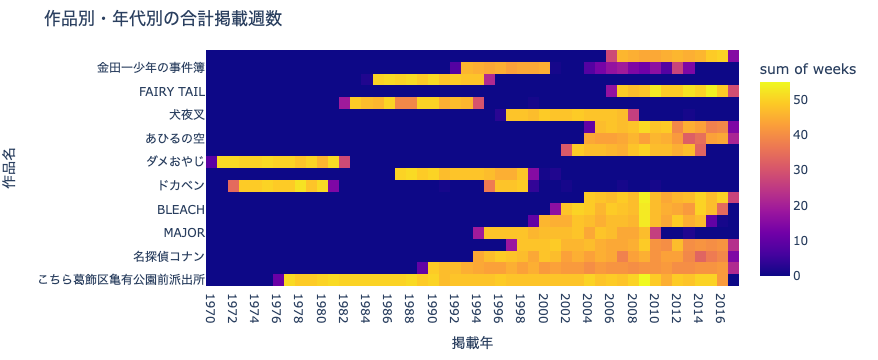 作品別・年代別の合計掲載週数
作品名
金田一少年の事件簿
FAIRY TAIL
犬夜叉
あひるの空
ダメおやじ
ドカベン
BLEACH
MAJOR
名探偵コナン
こちら葛飾区亀有公園前派出所
1970
1972
1974
1976
1978
1980
1982
1984
1986
1988
1990
1992
1994
1996
1998
2000
2002
2004
2006
2008
2010
2012
2014
2016
掲載年
sum of weeks
50
40
30
20
10
0